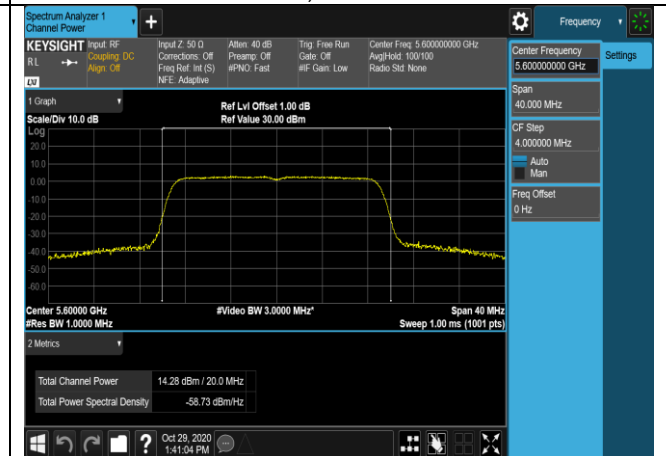 Spectrum Analyzer 1
Channel Power
+
Frequency
KEYSIGHT Input: RF Input Z: 50 Ω Atten: 40 dB Trig: Free Run Center Freq: 5.600000000 GHz
RL Coupling: DC Corrections: Off Preamp: Off Gate: Off Avg|Hold: 100/100
Align: Off Freq Ref: Int (S) #PNO: Fast #IF Gain: Low Radio Std: None
LXI NFE: Adaptive
Center Frequency
5.600000000 GHz
Settings
Span
40.000 MHz
CF Step
4.000000 MHz
Auto
Man
Freq Offset
0 Hz
1 Graph
Ref Lvl Offset 1.00 dB
Scale/Div 10.0 dB Ref Value 30.00 dBm
Log
20.0
10.0
0.00
-10.0
-20.0
-30.0
-40.0
-50.0
-60.0
Center 5.60000 GHz #Video BW 3.0000 MHz* Span 40 MHz
#Res BW 1.0000 MHz Sweep 1.00 ms (1001 pts)
2 Metrics
Total Channel Power 14.28 dBm / 20.0 MHz
Total Power Spectral Density -58.73 dBm/Hz
? Oct 29, 2020
1:41:04 PM